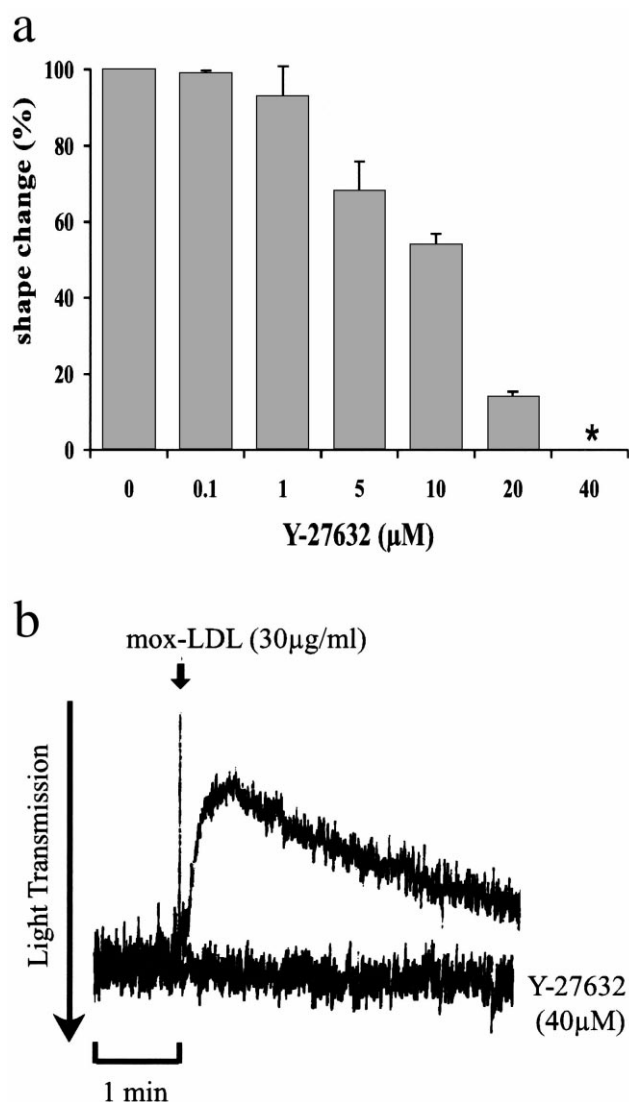 a
100
80
60
40
20
0
shape change (%)
*
0 0.1 1 5 10 20 40
Y-27632 (µM)
b
mox-LDL (30µg/ml)
Light Transmission
Y-27632
(40µM)
1 min